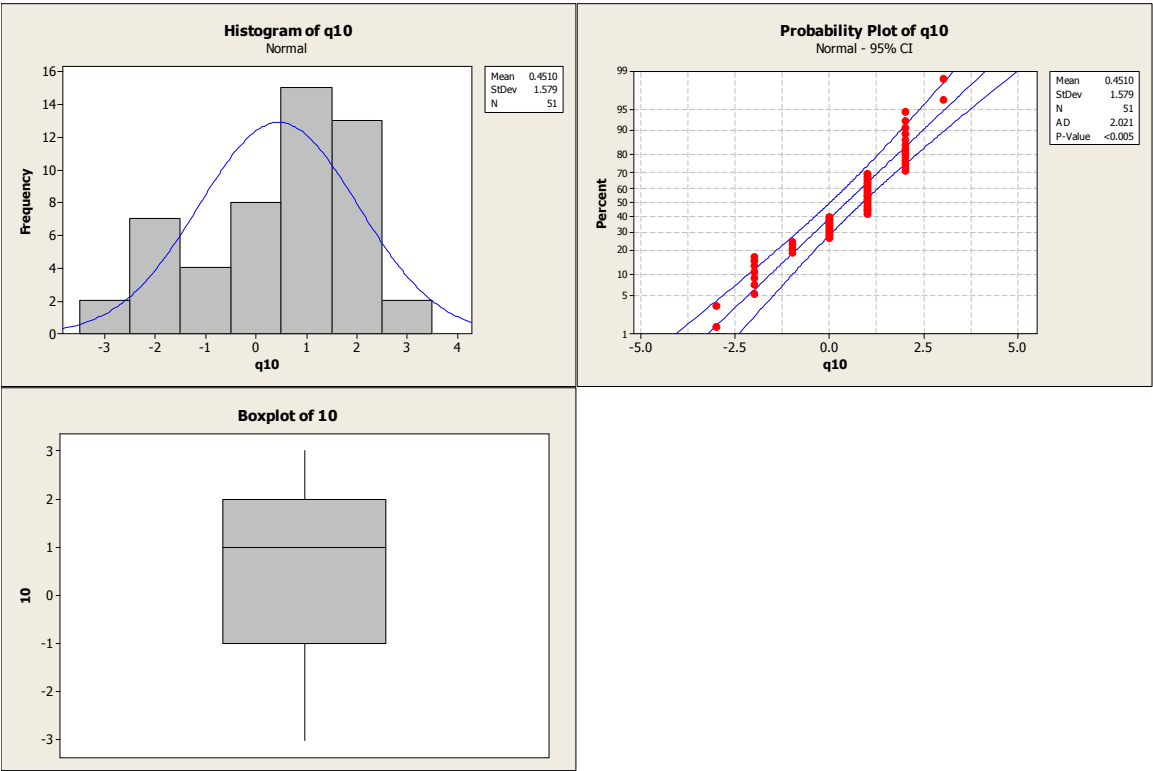 Histogram of q10
Normal
16
14
12
10
8
6
4
2
0
Frequency
-3 -2 -1 0 1 2 3 4
q10
Mean 0.4510
StDev 1.579
N 51
Probability Plot of q10
Normal - 95% CI
99
95
90
80
70
60
50
40
30
20
10
5
1
Percent
-5.0 -2.5 0.0 2.5 5.0
q10
Mean 0.4510
StDev 1.579
N 51
AD 2.021
P-Value <0.005
Boxplot of 10
3
2
1
0
-1
-2
-3
10